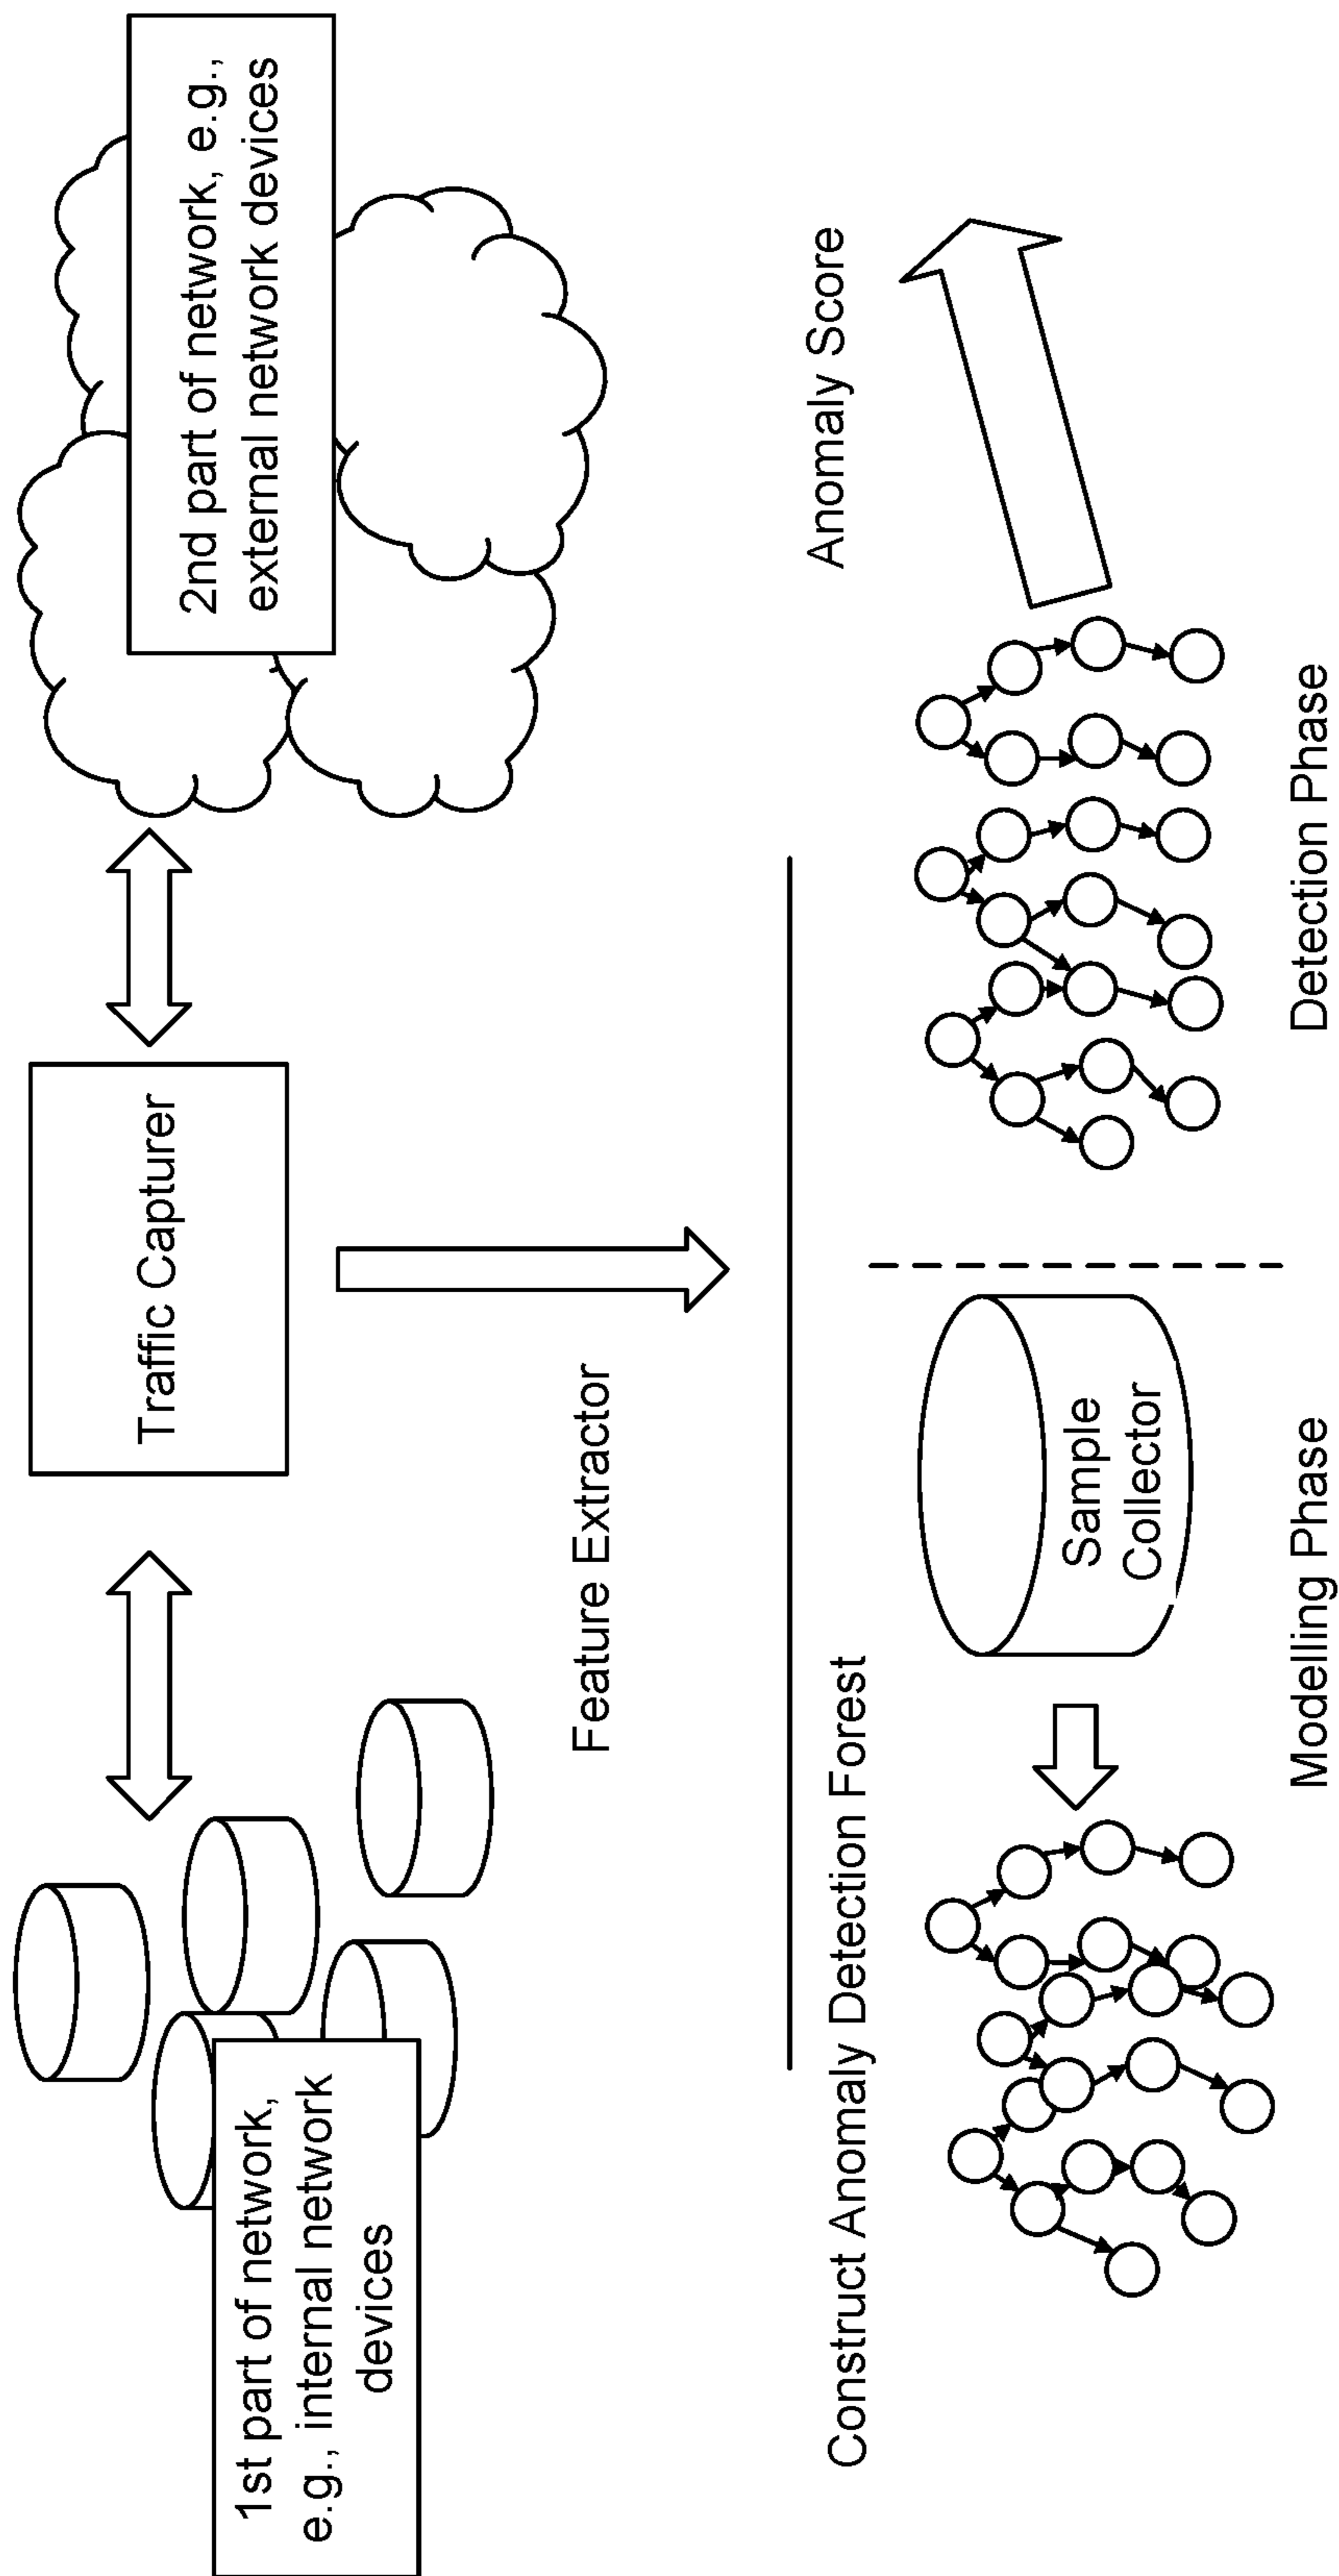 1st part of network,
e.g., internal network
devices
Traffic Capturer
2nd part of network, e.g.,
external network devices
Feature Extractor
Construct Anomaly Detection Forest
Anomaly Score
Sample
Collector
Modelling Phase
Detection Phase